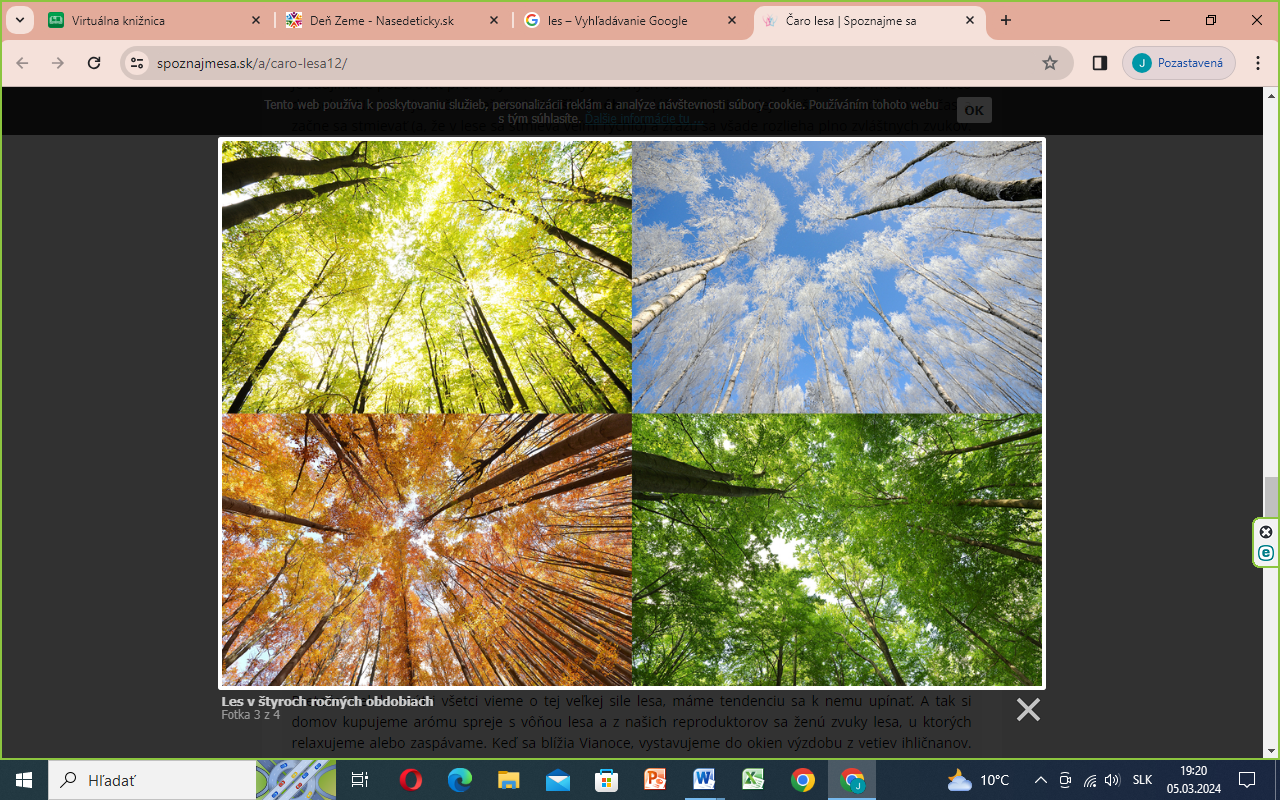 Virtuálna knižnica
Deň Zeme - Nasedeticky.sk
les – Vyhľadávanie Google
Čaro lesa | Spoznajme sa
spoznajmesa.sk/a/caro-lesa12/
J Pozastavená
Tento web používa k poskytovaniu služieb, personalizácii reklám a analýze návštevnosti súbory cookie. Používaním tohoto webu
s tým súhlasíte. Ďalšie informácie tu ...
OK
Les v štyroch ročných obdobiach
Fotka 3 z 4
všetci vieme o tej veľkej sile lesa, máme tendenciu sa k nemu upínať. A tak si
domov kupujeme arómu spreje s vôňou lesa a z našich reproduktorov sa ženú zvuky lesa, u ktorých
relaxujeme alebo zaspávame. Keď sa blížia Vianoce, vystavujeme do okien výzdobu z vetiev ihličnanov.
Hľadať
10°C
SLK
19:20
05.03.2024